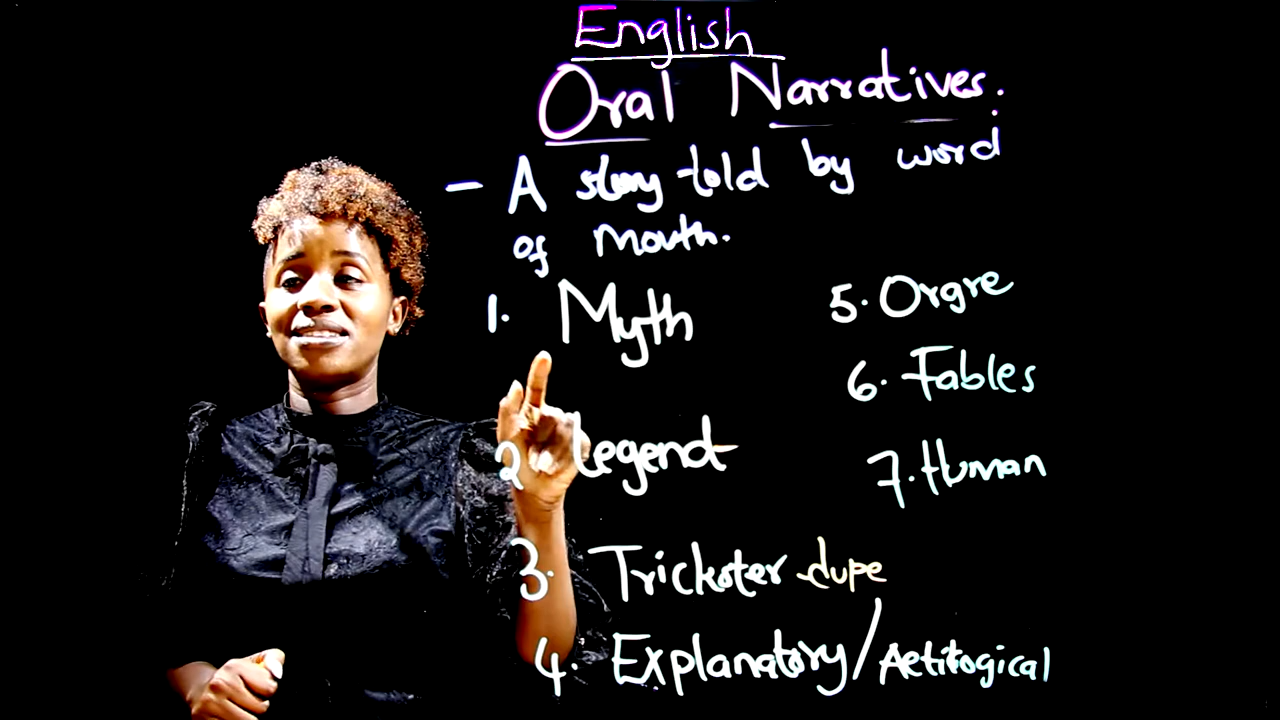 English
Oral Narratives.
- A story told by word
of mouth.
1. Myth
2. Legend
3. Trickster dupe
4. Explanatory/Aetitogical
5. Orgre
6. Fables
7. Human